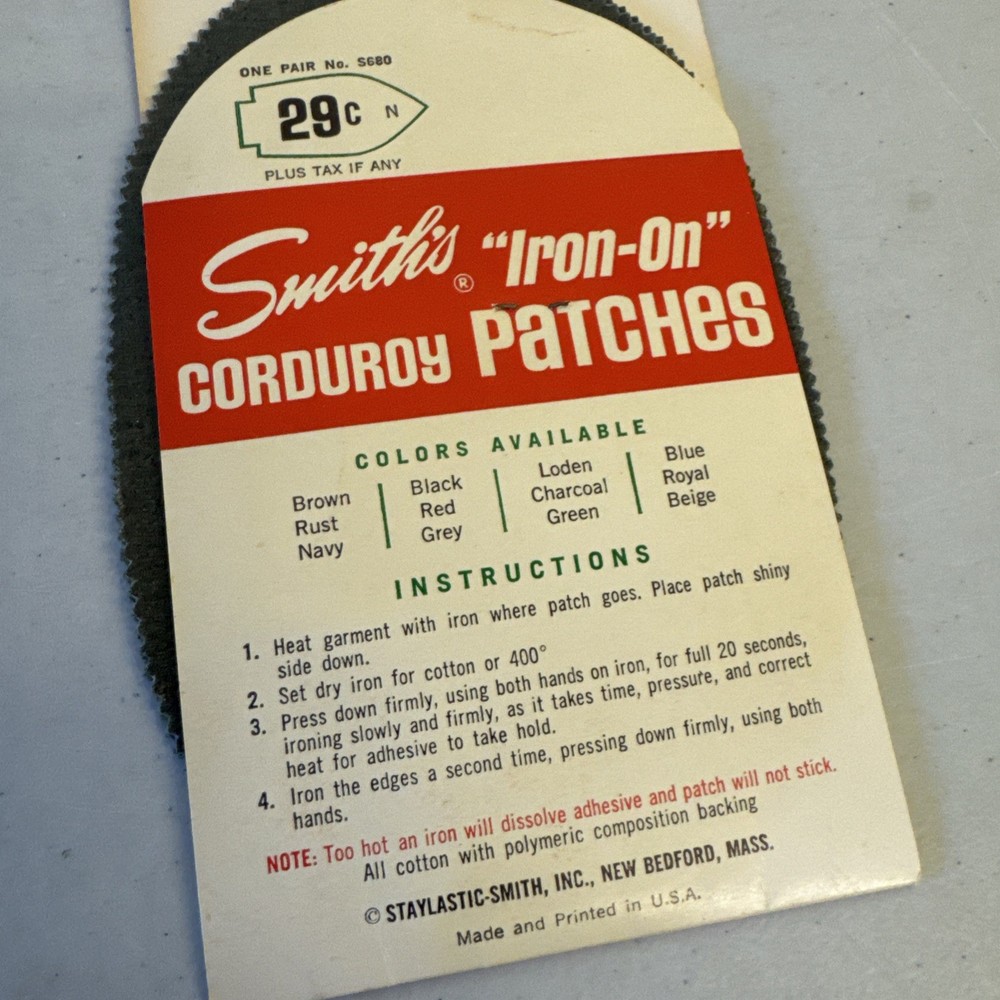 ONE PAIR No. S680
29c N
PLUS TAX IF ANY
Smith's® "Iron-On"
CORDUROY PATCHES
COLORS AVAILABLE
Brown Black Loden Blue
Rust Red Charcoal Royal
Navy Grey Green Beige
INSTRUCTIONS
1. Heat garment with iron where patch goes. Place patch shiny
side down.
2. Set dry iron for cotton or 400°
3. Press down firmly, using both hands on iron, for full 20 seconds,
ironing slowly and firmly, as it takes time, pressure, and correct
heat for adhesive to take hold.
4. Iron the edges a second time, pressing down firmly, using both
hands.
NOTE: Too hot an iron will dissolve adhesive and patch will not stick.
All cotton with polymeric composition backing
© STAYLASTIC-SMITH, INC., NEW BEDFORD, MASS.
Made and Printed in U.S.A.